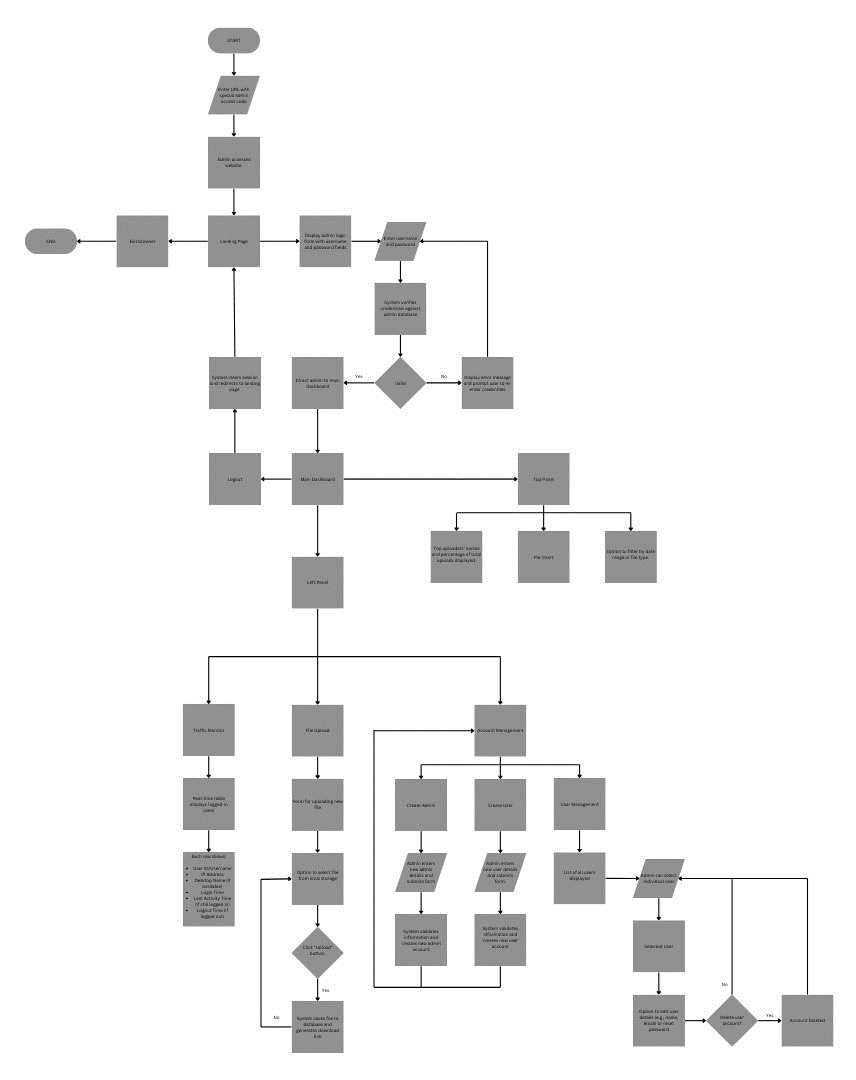 START
Enter URL with
special admin
access code
Admin accesses
website
END
Exit browser
Landing Page
Display admin login
form with username
and password fields
Enter username
and password
System verifies
credentials against
admin database
System clears session
and redirects to landing
page
Direct admin to main
dashboard
Yes
Valid
No
Display error message
and prompt user to re-
enter credentials
Logout
Main Dashboard
Top Panel
Top uploaders' names
and percentage of total
uploads displayed.
Pie Chart
Option to filter by date
range or file type.
Left Panel
Traffic Monitor
File Upload
Account Management
Real-time table
displays logged-in
users
Form for uploading new
file
Create Admin
Create User
User Management
Each row shows:
User ID/Username
IP Address
Desktop Name (if
available)
Login Time
Last Activity Time
(if still logged in)
Logout Time (if
logged out)
Option to select file
from local storage
Admin enters
new admin
details and
submits form.
Admin enters
new user details
and submits
form.
List of all users
displayed
Admin can select
individual user
Click "Upload"
button.
System validates
information and
creates new admin
account
System validates
information and
creates new user
account
Selected User
Yes
No
System saves file to
database and
generates download
link
Option to edit user
details (e.g., name,
email or reset
password
No
Delete user
account?
Yes
Account Deleted